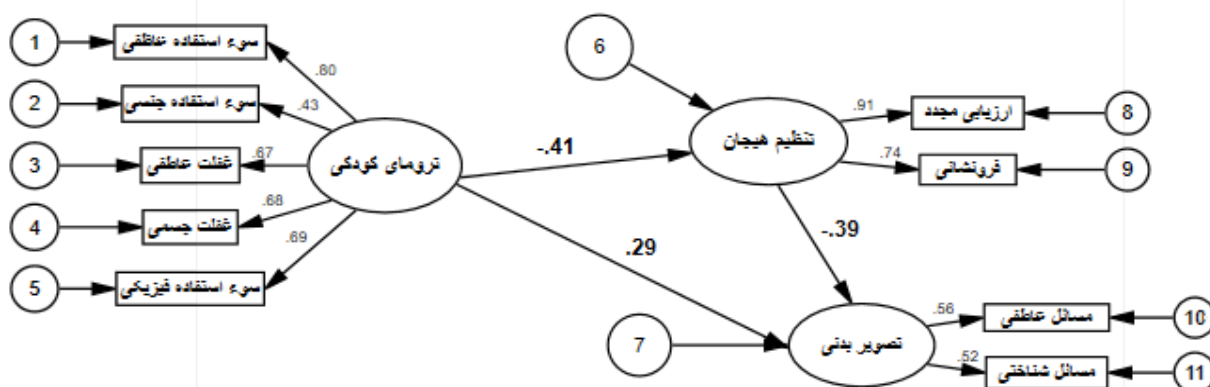 1
سوء استفاده عاطفی
.80
2
سوء استفاده جنسی
.43
3
غفلت عاطفی
.67
4
غفلت جسمی
.68
5
سوء استفاده فیزیکی
.69
ترومای کودکی
-.41
.29
6
تنظیم هیجان
.91
ارزیابی مجدد
8
.74
فرونشانی
9
-.39
7
تصویر بدنی
.56
مسائل عاطفی
10
.52
مسائل شناختی
11